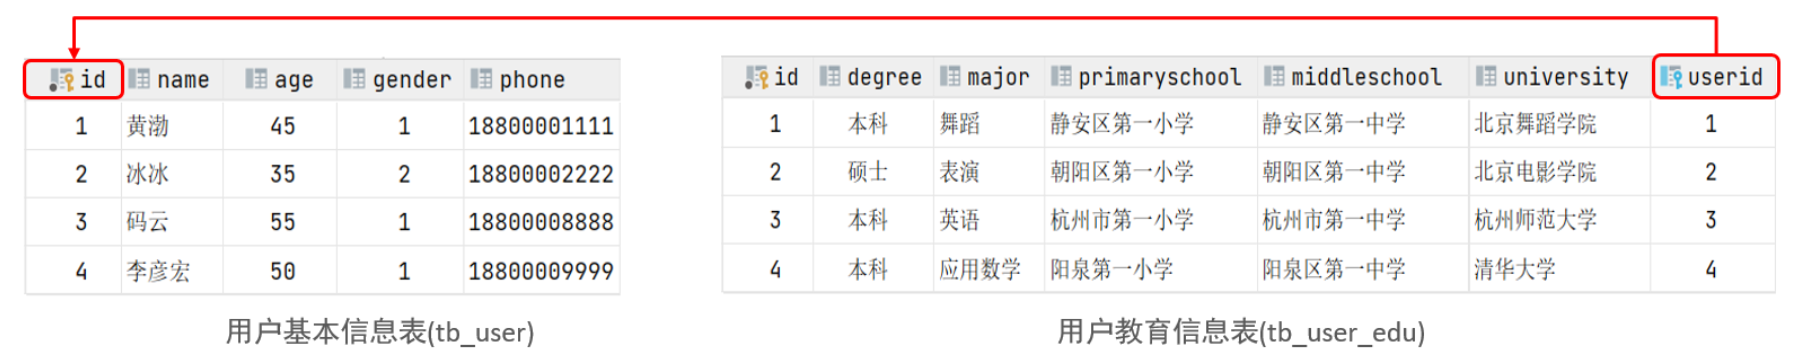 id name age gender phone
1 黄渤 45 1 18800001111
2 冰冰 35 2 18800002222
3 码云 55 1 18800008888
4 李彦宏 50 1 18800009999
用户基本信息表(tb_user)
id degree major primaryschool middleschool university userid
1 本科 舞蹈 静安区第一小学 静安区第一中学 北京舞蹈学院 1
2 硕士 表演 朝阳区第一小学 朝阳区第一中学 北京电影学院 2
3 本科 英语 杭州市第一小学 杭州市第一中学 杭州师范大学 3
4 本科 应用数学 阳泉第一小学 阳泉区第一中学 清华大学 4
用户教育信息表(tb_user_edu)